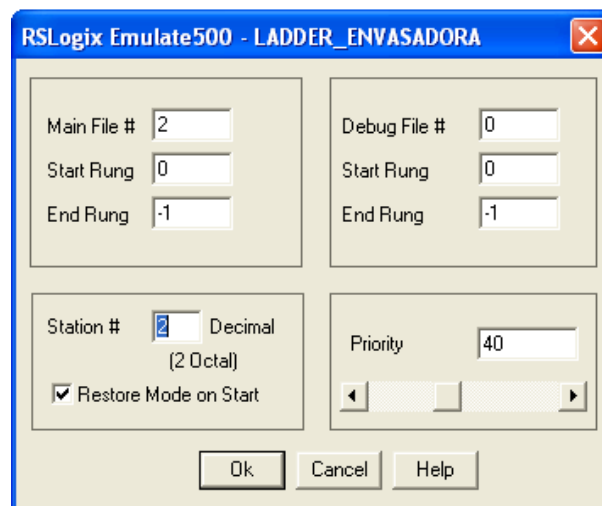 RSLogix Emulate500 - LADDER_ENVASADORA
Main File # 2
Start Rung 0
End Rung -1
Debug File # 0
Start Rung 0
End Rung -1
Station # 2 Decimal
(2 Octal)
Restore Mode on Start
Priority 40
Ok Cancel Help